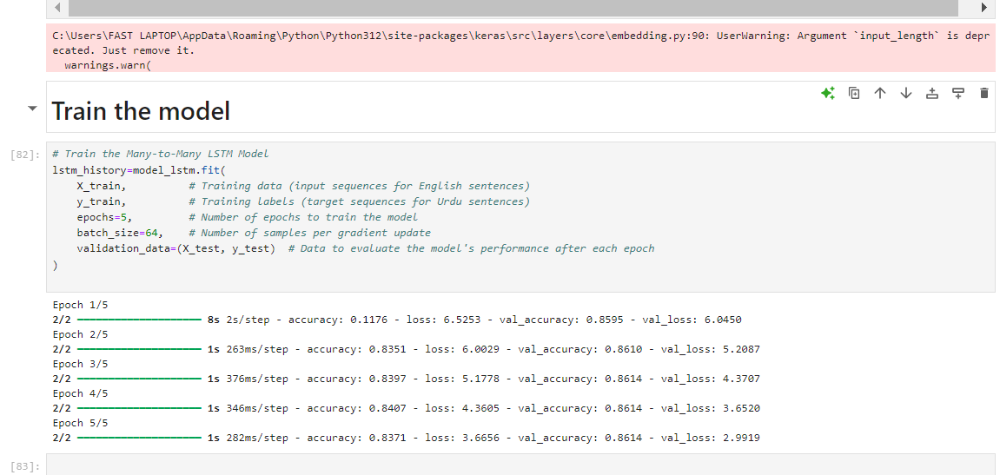 C:\Users\FAST LAPTOP\AppData\Roaming\Python\Python312\site-packages\keras\src\layers\core\embedding.py:90: UserWarning: Argument `input_length` is depr
ecated. Just remove it.
  warnings.warn(
Train the model
[82]:
# Train the Many-to-Many LSTM Model
lstm_history=model_lstm.fit(
    X_train,          # Training data (input sequences for English sentences)
    y_train,          # Training labels (target sequences for Urdu sentences)
    epochs=5,         # Number of epochs to train the model
    batch_size=64,    # Number of samples per gradient update
    validation_data=(X_test, y_test)  # Data to evaluate the model's performance after each epoch
)
Epoch 1/5
2/2 ━━━━━━━━━━━━━━━━━━━━ 8s 2s/step - accuracy: 0.1176 - loss: 6.5253 - val_accuracy: 0.8595 - val_loss: 6.0450
Epoch 2/5
2/2 ━━━━━━━━━━━━━━━━━━━━ 1s 263ms/step - accuracy: 0.8351 - loss: 6.0029 - val_accuracy: 0.8610 - val_loss: 5.2087
Epoch 3/5
2/2 ━━━━━━━━━━━━━━━━━━━━ 1s 376ms/step - accuracy: 0.8397 - loss: 5.1778 - val_accuracy: 0.8614 - val_loss: 4.3707
Epoch 4/5
2/2 ━━━━━━━━━━━━━━━━━━━━ 1s 346ms/step - accuracy: 0.8407 - loss: 4.3605 - val_accuracy: 0.8614 - val_loss: 3.6520
Epoch 5/5
2/2 ━━━━━━━━━━━━━━━━━━━━ 1s 282ms/step - accuracy: 0.8371 - loss: 3.6656 - val_accuracy: 0.8614 - val_loss: 2.9919
[83]: